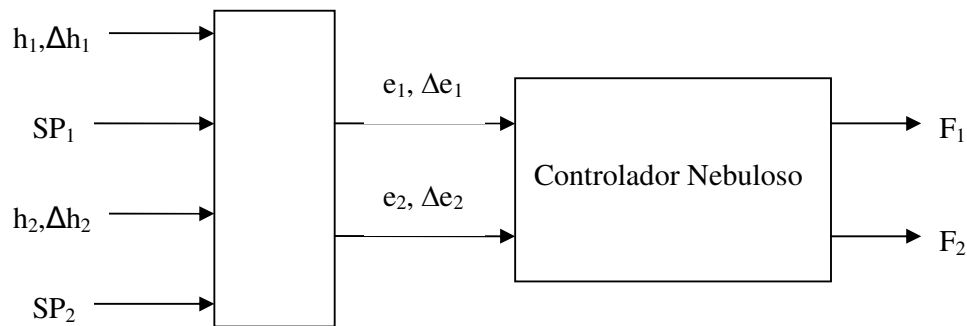 h₁,Δh₁
SP₁
h₂,Δh₂
SP₂
e₁, Δe₁
e₂, Δe₂
Controlador Nebuloso
F₁
F₂